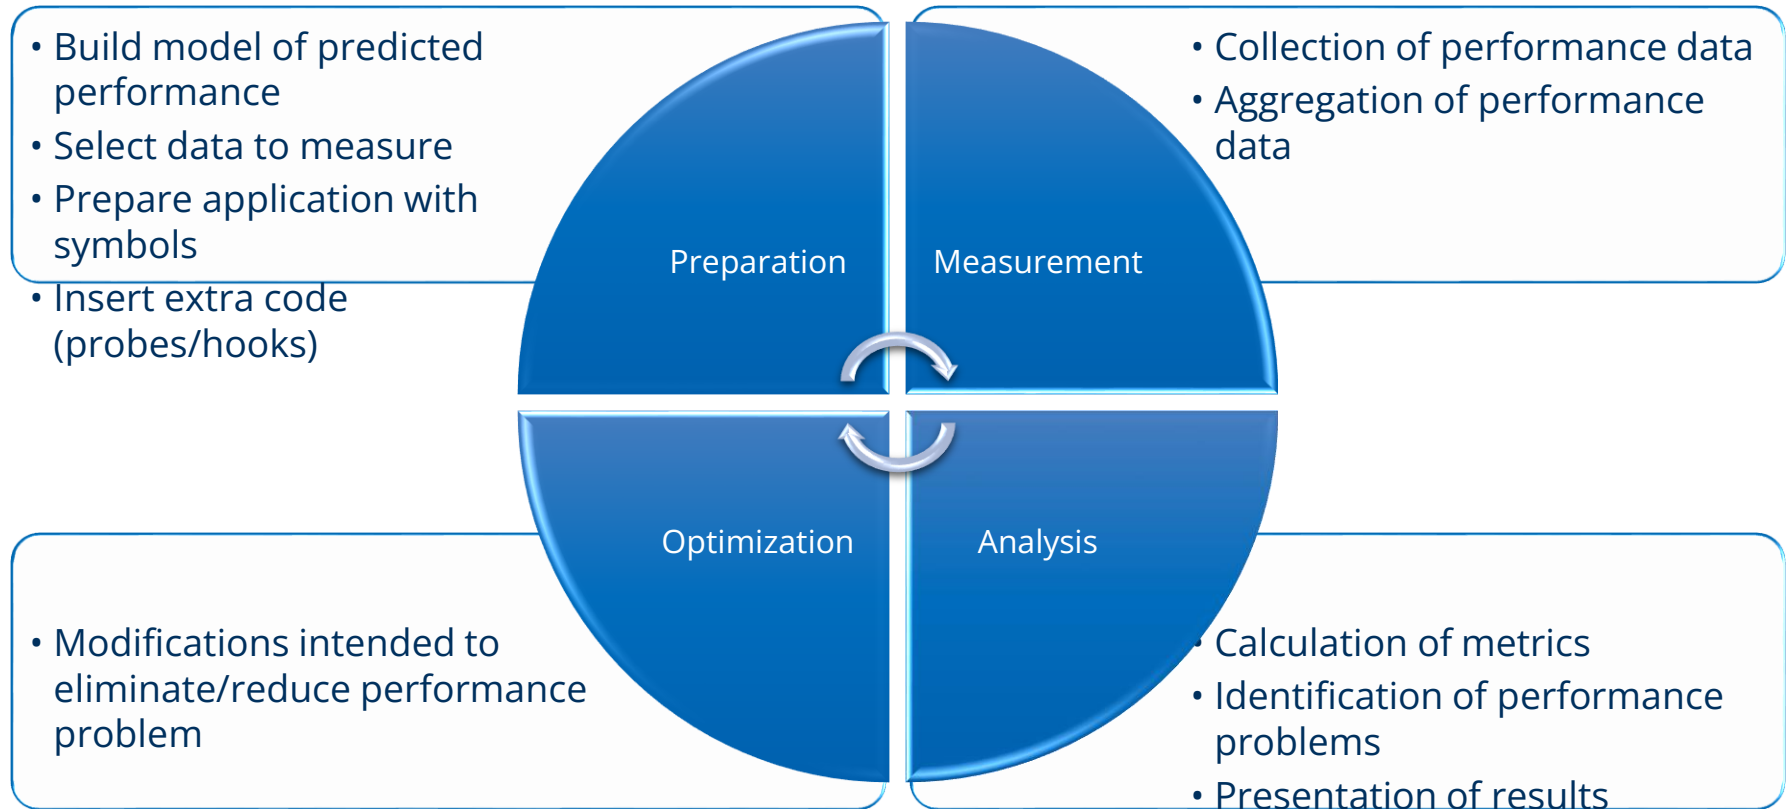 • Build model of predicted
performance
• Select data to measure
• Prepare application with
symbols
• Insert extra code
(probes/hooks)
Preparation
Measurement
• Collection of performance data
• Aggregation of performance
data
Optimization
• Modifications intended to
eliminate/reduce performance
problem
Analysis
• Calculation of metrics
• Identification of performance
problems
• Presentation of results